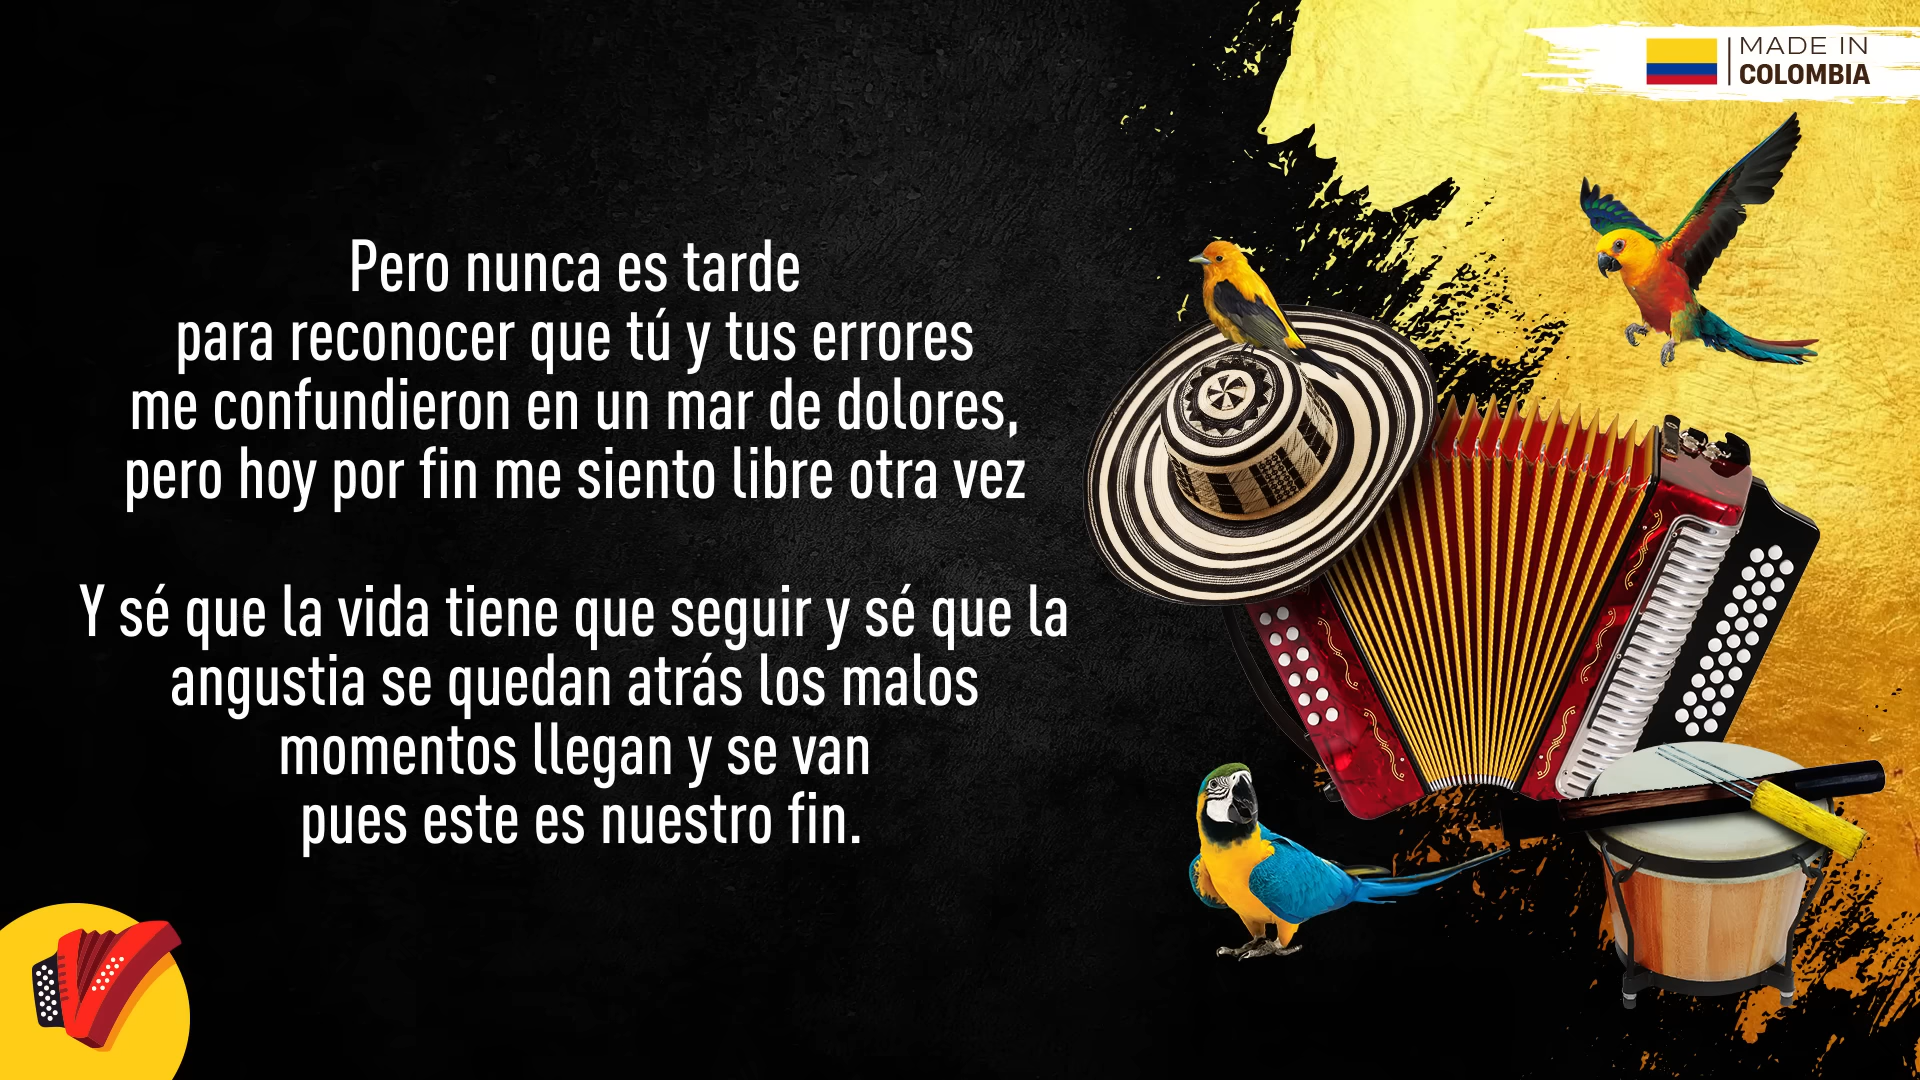 MADE IN
COLOMBIA
Pero nunca es tarde
para reconocer que tú y tus errores
me confundieron en un mar de dolores,
pero hoy por fin me siento libre otra vez
Y sé que la vida tiene que seguir y sé que la
angustia se quedan atrás los malos
momentos llegan y se van
pues este es nuestro fin.